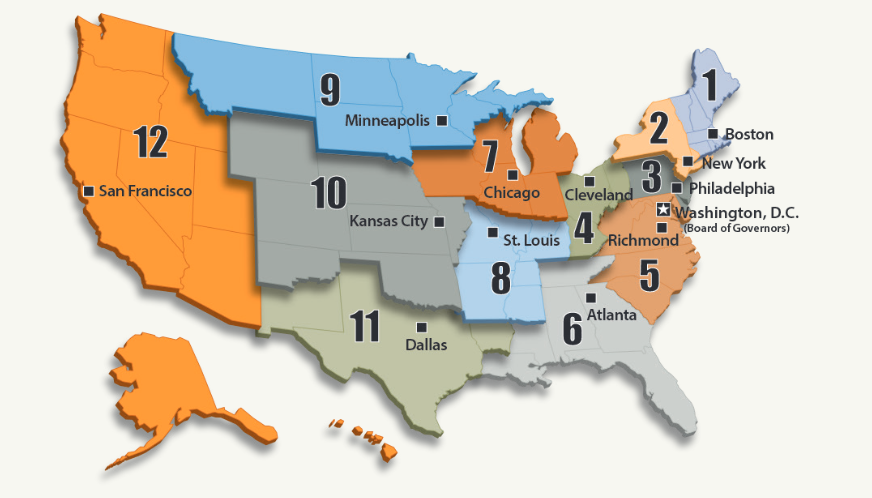 1
9
2
Minneapolis
Boston
12
7
New York
3
10
Chicago
Cleveland
Philadelphia
San Francisco
Kansas City
Washington, D.C.
(Board of Governors)
4
St. Louis
Richmond
8
5
Atlanta
11
6
Dallas